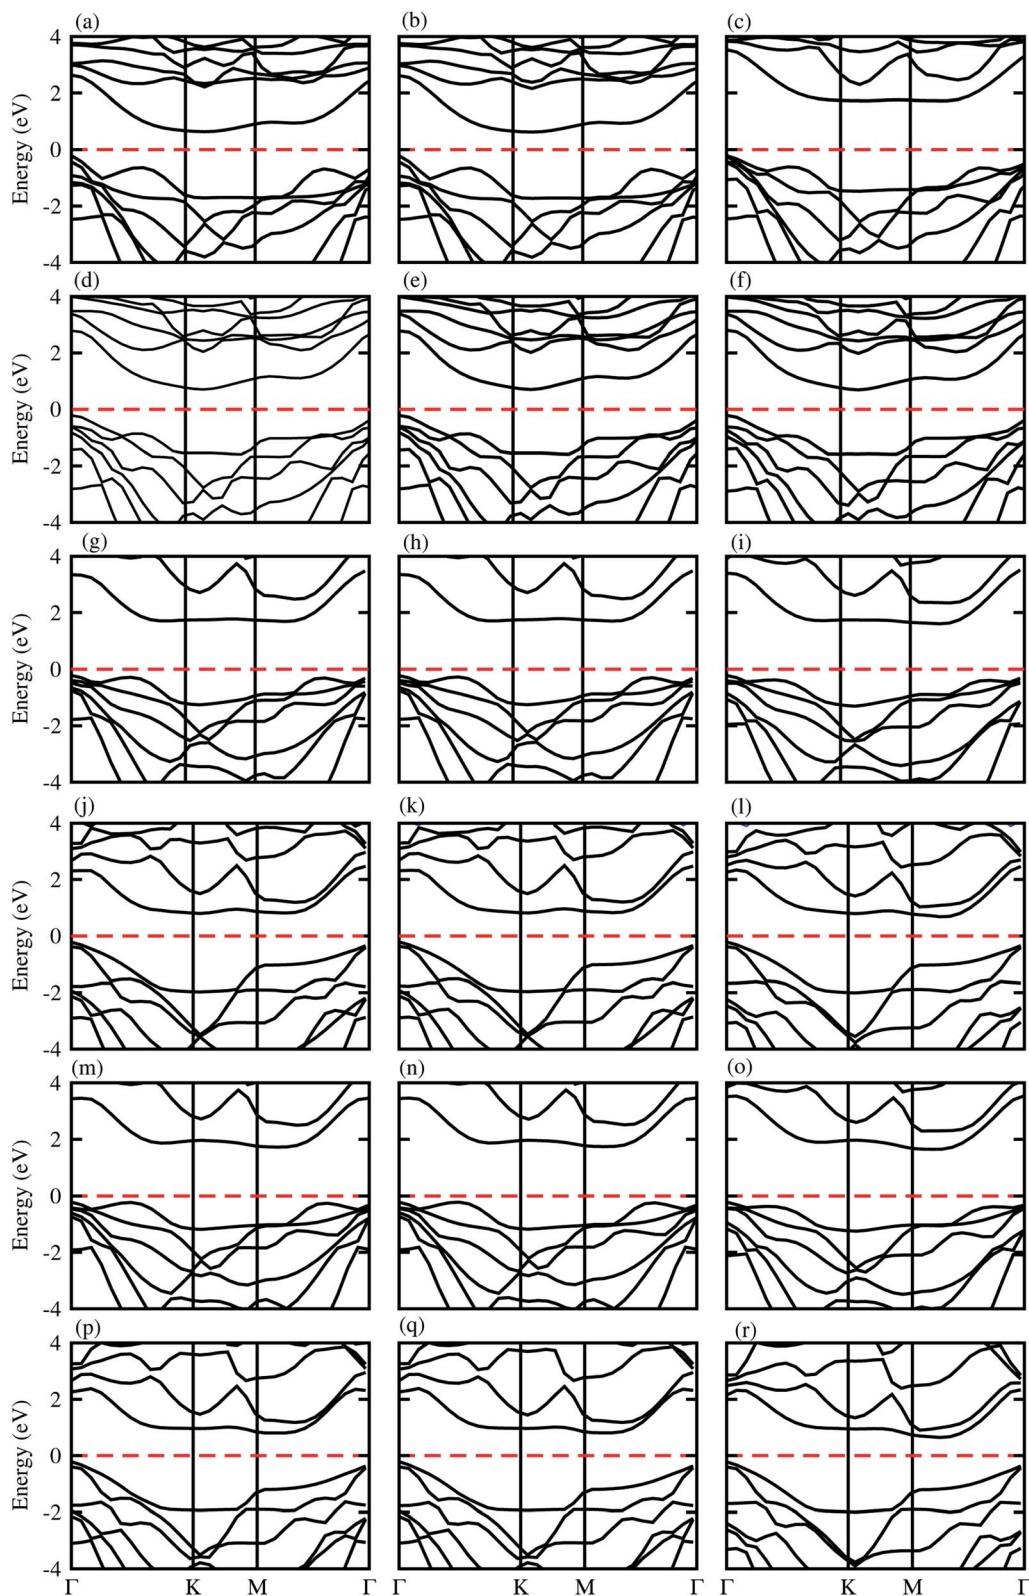 (a) (b) (c)
4 2 0 -2 -4 Energy (eV)
(d) (e) (f)
4 2 0 -2 -4 Energy (eV)
(g) (h) (i)
4 2 0 -2 -4 Energy (eV)
(j) (k) (l)
4 2 0 -2 -4 Energy (eV)
(m) (n) (o)
4 2 0 -2 -4 Energy (eV)
(p) (q) (r)
4 2 0 -2 -4 Energy (eV)
Γ K M Γ Γ K M Γ Γ K M Γ